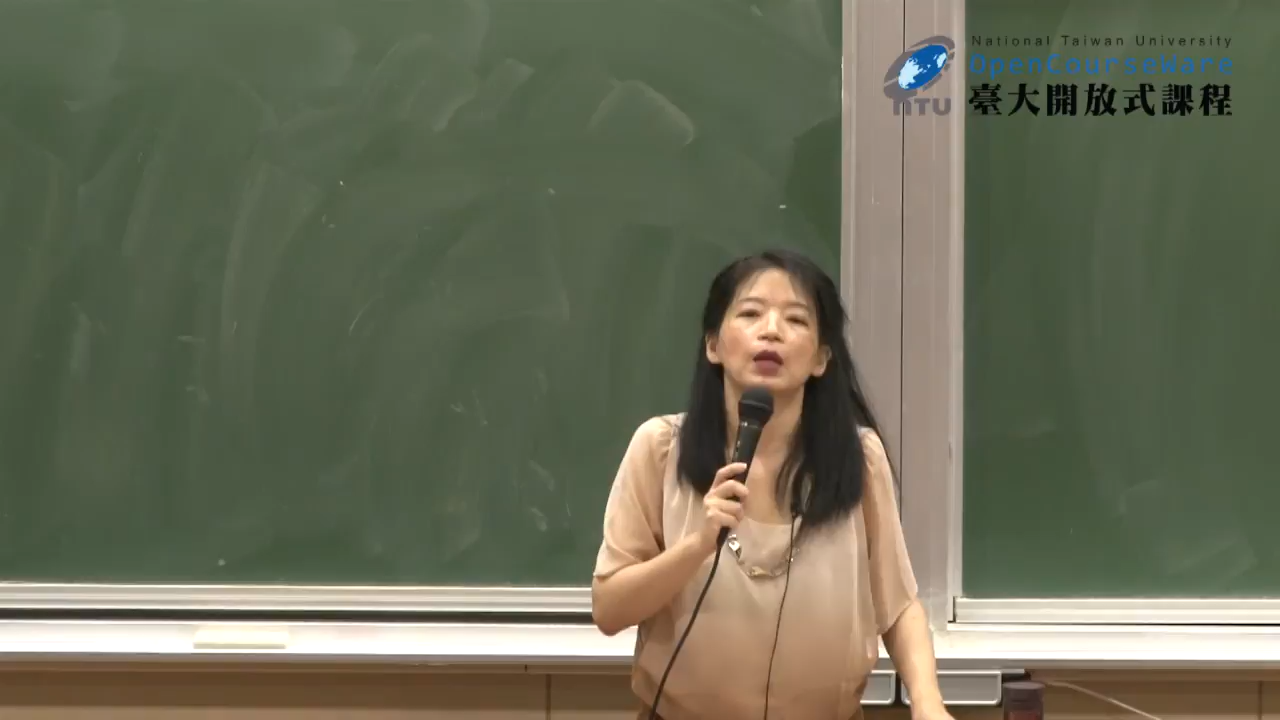 National Taiwan University
OpenCourseWare
NTU
臺大開放式課程